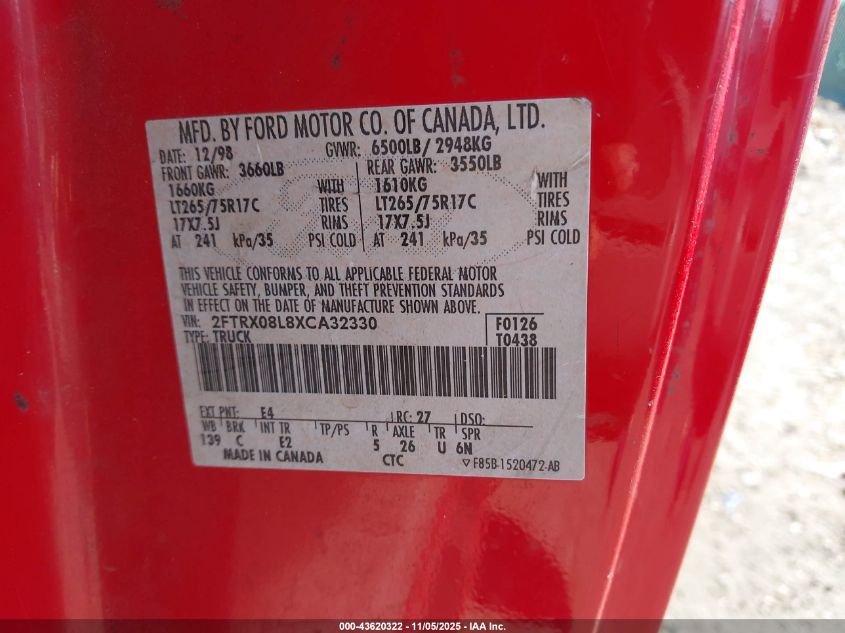 MFD. BY FORD MOTOR CO. OF CANADA, LTD.
DATE: 12/98 GVWR: 6500LB/ 2948KG
FRONT GAWR: 3660LB REAR GAWR: 3550LB
1660KG WITH 1610KG WITH
LT265/75R17C TIRES LT265/75R17C TIRES
17X7.5J RIMS 17X7.5J RIMS
AT 241 kPa/35 PSI COLD AT 241 kPa/35 PSI COLD
THIS VEHICLE CONFORMS TO ALL APPLICABLE FEDERAL MOTOR
VEHICLE SAFETY, BUMPER, AND THEFT PREVENTION STANDARDS
IN EFFECT ON THE DATE OF MANUFACTURE SHOWN ABOVE.
VIN: 2FTRX08L8XCA32330 F0126
TYPE: TRUCK T0438
EXT PNT: E4 RC: 27 DSO:
WB BRK INT TR TP/PS R AXLE TR SPR
139 C E2 5 26 U 6N
MADE IN CANADA CTC ▽ F85B-1520472-AB
000-43620322 - 11/05/2025 - IAA Inc.